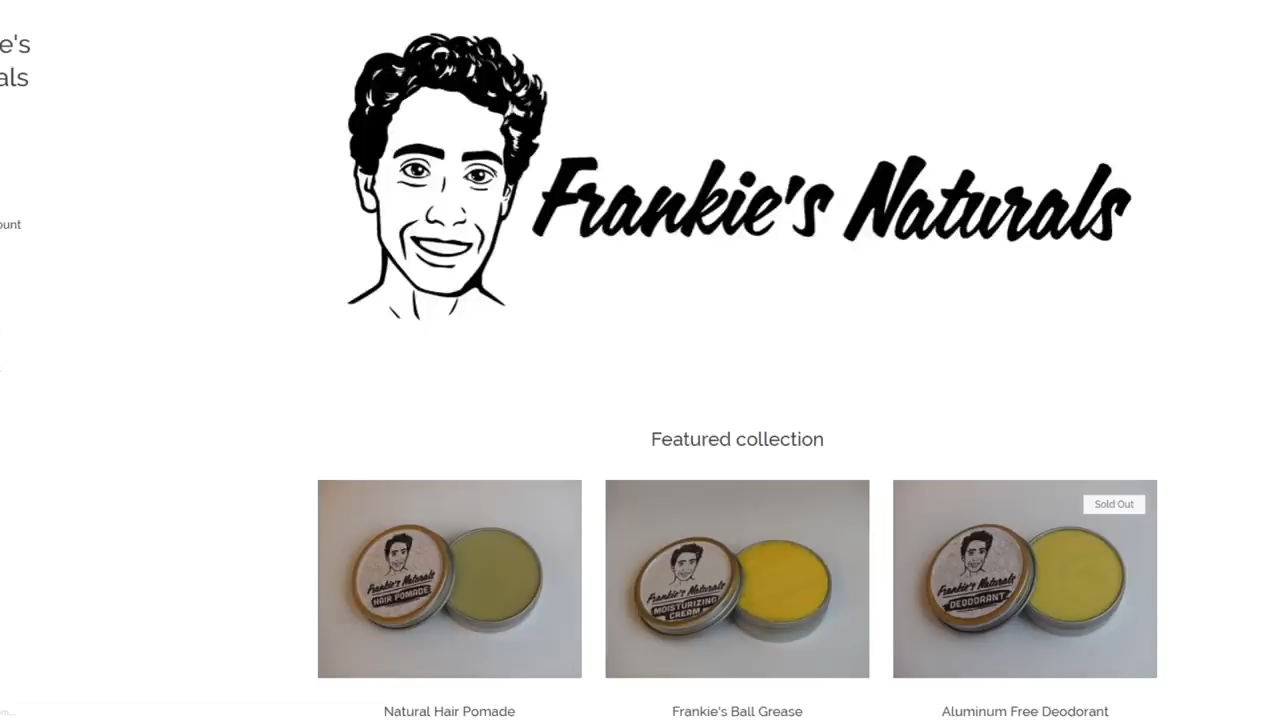 e's
als
ount
Frankie's Naturals
Featured collection
Sold Out
Frankie's Naturals
HAIR POMADE
Frankie's Naturals
MOISTURIZING
CREAM
Frankie's Naturals
DEODORANT
Natural Hair Pomade
Frankie's Ball Grease
Aluminum Free Deodorant